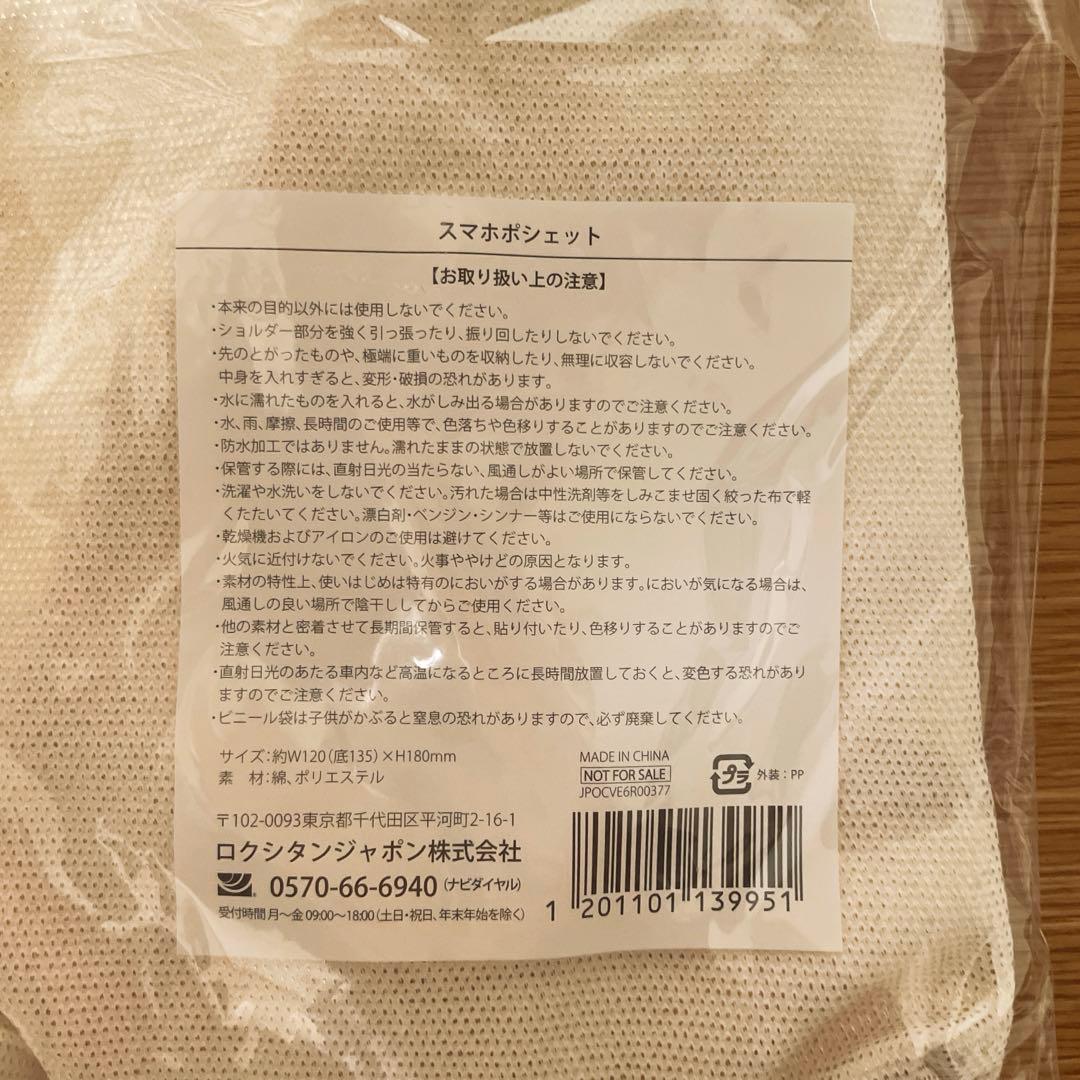 スマホポシェット
【お取り扱い上の注意】
・本来の目的以外には使用しないでください。
・ショルダー部分を強く引っ張ったり、振り回したりしないでください。
・先のとがったものや、極端に重いものを収納したり、無理に収容しないでください。
中身を入れすぎると、変形・破損の恐れがあります。
・水に濡れたものを入れると、水がしみ出る場合がありますのでご注意ください。
・水、雨、摩擦、長時間のご使用等で、色落ちや色移りすることがありますのでご注意ください。
・防水加工ではありません。濡れたままの状態で放置しないでください。
・保管する際には、直射日光の当たらない、風通しがよい場所で保管してください。
・洗濯や水洗いをしないでください。汚れた場合は中性洗剤等をしみこませ固く絞った布で軽
くたたいてください。漂白剤・ベンジン・シンナー等はご使用にならないでください。
・乾燥機およびアイロンのご使用は避けてください。
・火気に近付けないでください。火事ややけどの原因となります。
・素材の特性上、使いはじめは特有のにおいがする場合があります。においが気になる場合は、
風通しの良い場所で陰干ししてからご使用ください。
・他の素材と密着させて長期間保管すると、貼り付いたり、色移りすることがありますのでご
注意ください。
・直射日光のあたる車内など高温になるところに長時間放置しておくと、変色する恐れがあり
ますのでご注意ください。
・ビニール袋は子供がかぶると窒息の恐れがありますので、必ず廃棄してください。
サイズ：約W120（底135）×H180mm
素 材：綿、ポリエステル
MADE IN CHINA
NOT FOR SALE
JPOCVE6R00377
プラ 外装：PP
〒102-0093東京都千代田区平河町2-16-1
ロクシタンジャポン株式会社
0570-66-6940（ナビダイヤル）
受付時間 月～金 09:00～18:00（土日・祝日、年末年始を除く）
1 201101 139951